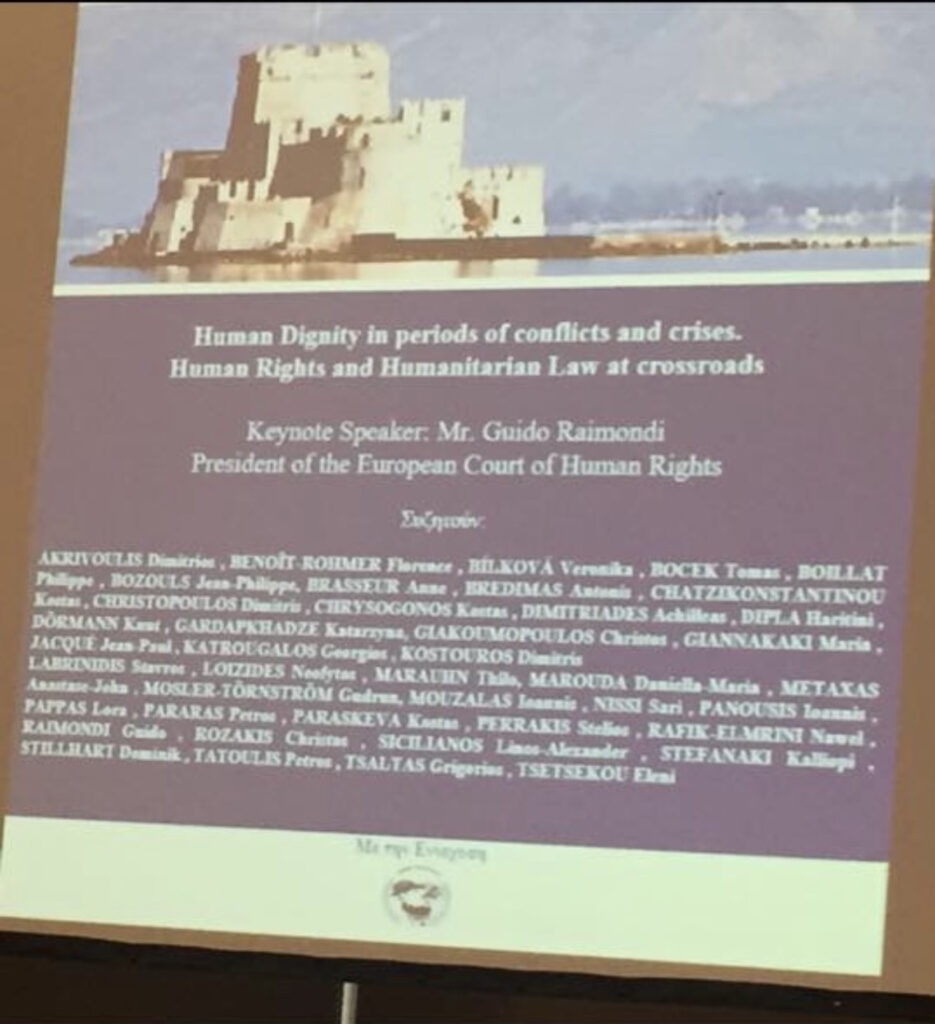 Human Dignity in periods of conflicts and crises.
Human Rights and Humanitarian Law at crossroads
Keynote Speaker: Mr. Guido Raimondi
President of the European Court of Human Rights
Συζητούν:
AKRIVOULIS Dimitrios , BENOÎT-ROHMER Florence , BÍLKOVÁ Veronika , BOCEK Tomas , BOILLAT
Philippe , BOZOULS Jean-Philippe, BRASSEUR Anne , BREDIMAS Antonis , CHATZIKONSTANTINOU
Kostas , CHRISTOPOULOS Dimitris , CHRYSOGONOS Kostas , DIMITRIADES Achilleas , DIPLA Haritini ,
DÖRMANN Knut , GARDAPKHADZE Katarzyna, GIAKOUMOPOULOS Christos , GIANNAKAKI Maria ,
JACQUÉ Jean-Paul , KATROUGALOS Georgios , KOSTOUROS Dimitris
LABRINIDIS Stavros , LOIZIDES Neofytos , MARAUHN Thilo, MAROUDA Daniella-Maria , METAXAS
Anastase-John , MOSLER-TÖRNSTRÖM Gudrun, MOUZALAS Ioannis , NISSI Sari , PANOUSIS Ioannis ,
PAPPAS Lora , PARARAS Petros , PARASKEVA Kostas , PERRAKIS Stelios , RAFIK-ELMRINI Nawel ,
RAIMONDI Guido , ROZAKIS Christos , SICILIANOS Linos-Alexander , STEFANAKI Kalliopi ,
STILLHART Dominik , TATOULIS Petros , TSALTAS Grigorios , TSETSEKOU Eleni
Με την Ενίσχυση